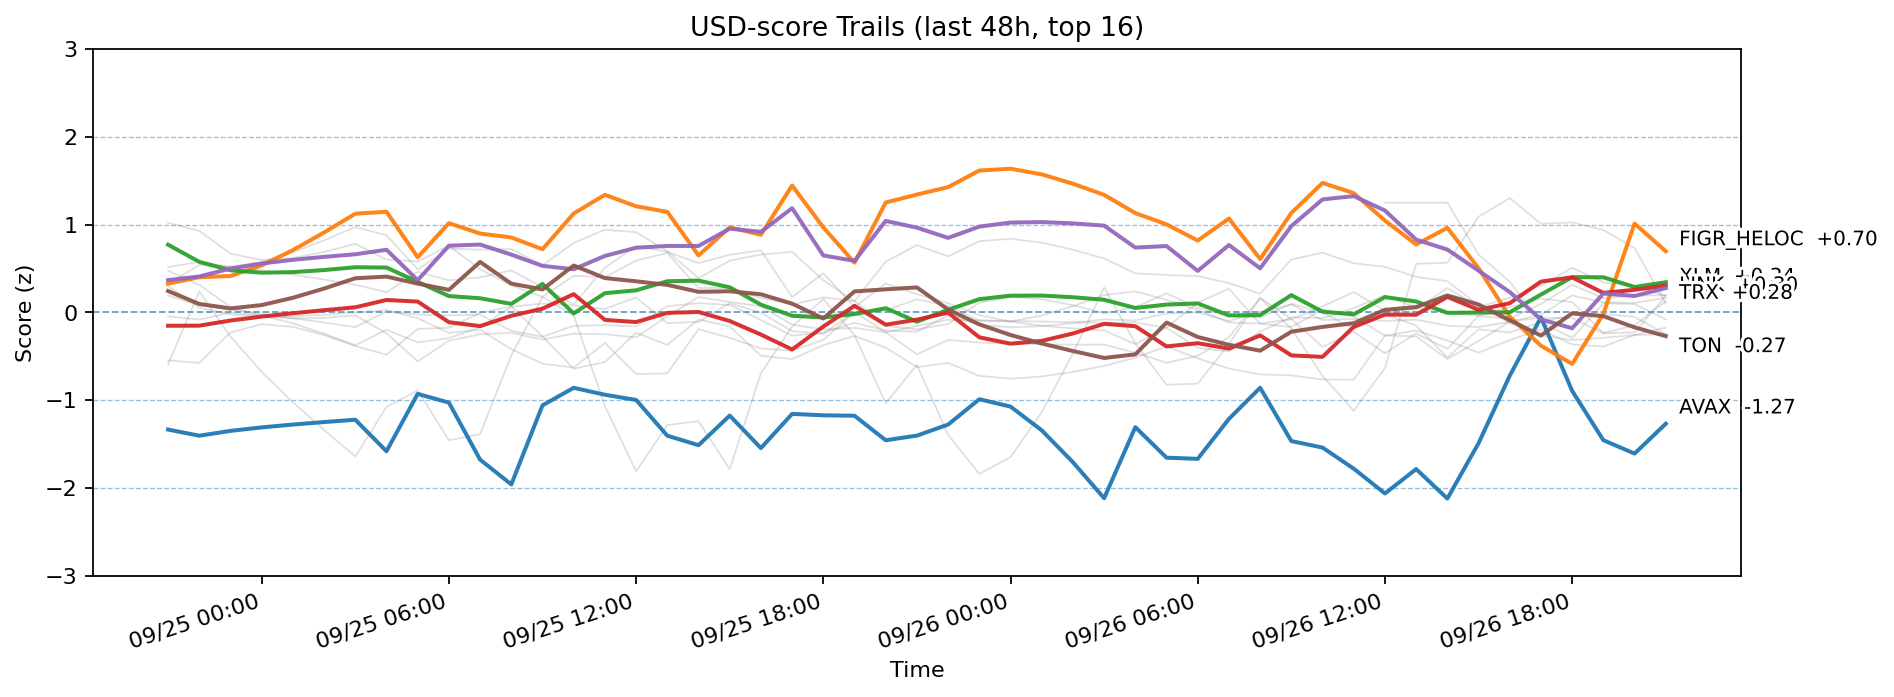 USD-score Trails (last 48h, top 16)
Score (z)
3
2
1
0
−1
−2
−3
FIGR_HELOC +0.70
XLM +0.34
TRX +0.28
TON -0.27
AVAX -1.27
09/25 00:00
09/25 06:00
09/25 12:00
09/25 18:00
09/26 00:00
09/26 06:00
09/26 12:00
09/26 18:00
Time